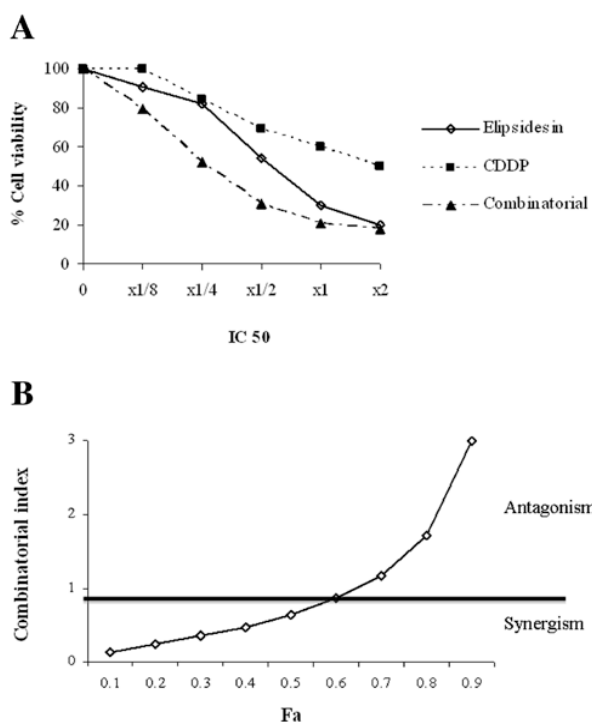 A
100
80
60
40
20
0
% Cell viability
0 x1/8 x1/4 x1/2 x1 x2
IC 50
Elipsidesin
CDDP
Combinatorial
B
3
2
1
0
Combinatorial index
0.1 0.2 0.3 0.4 0.5 0.6 0.7 0.8 0.9
Fa
Antagonism
Synergism